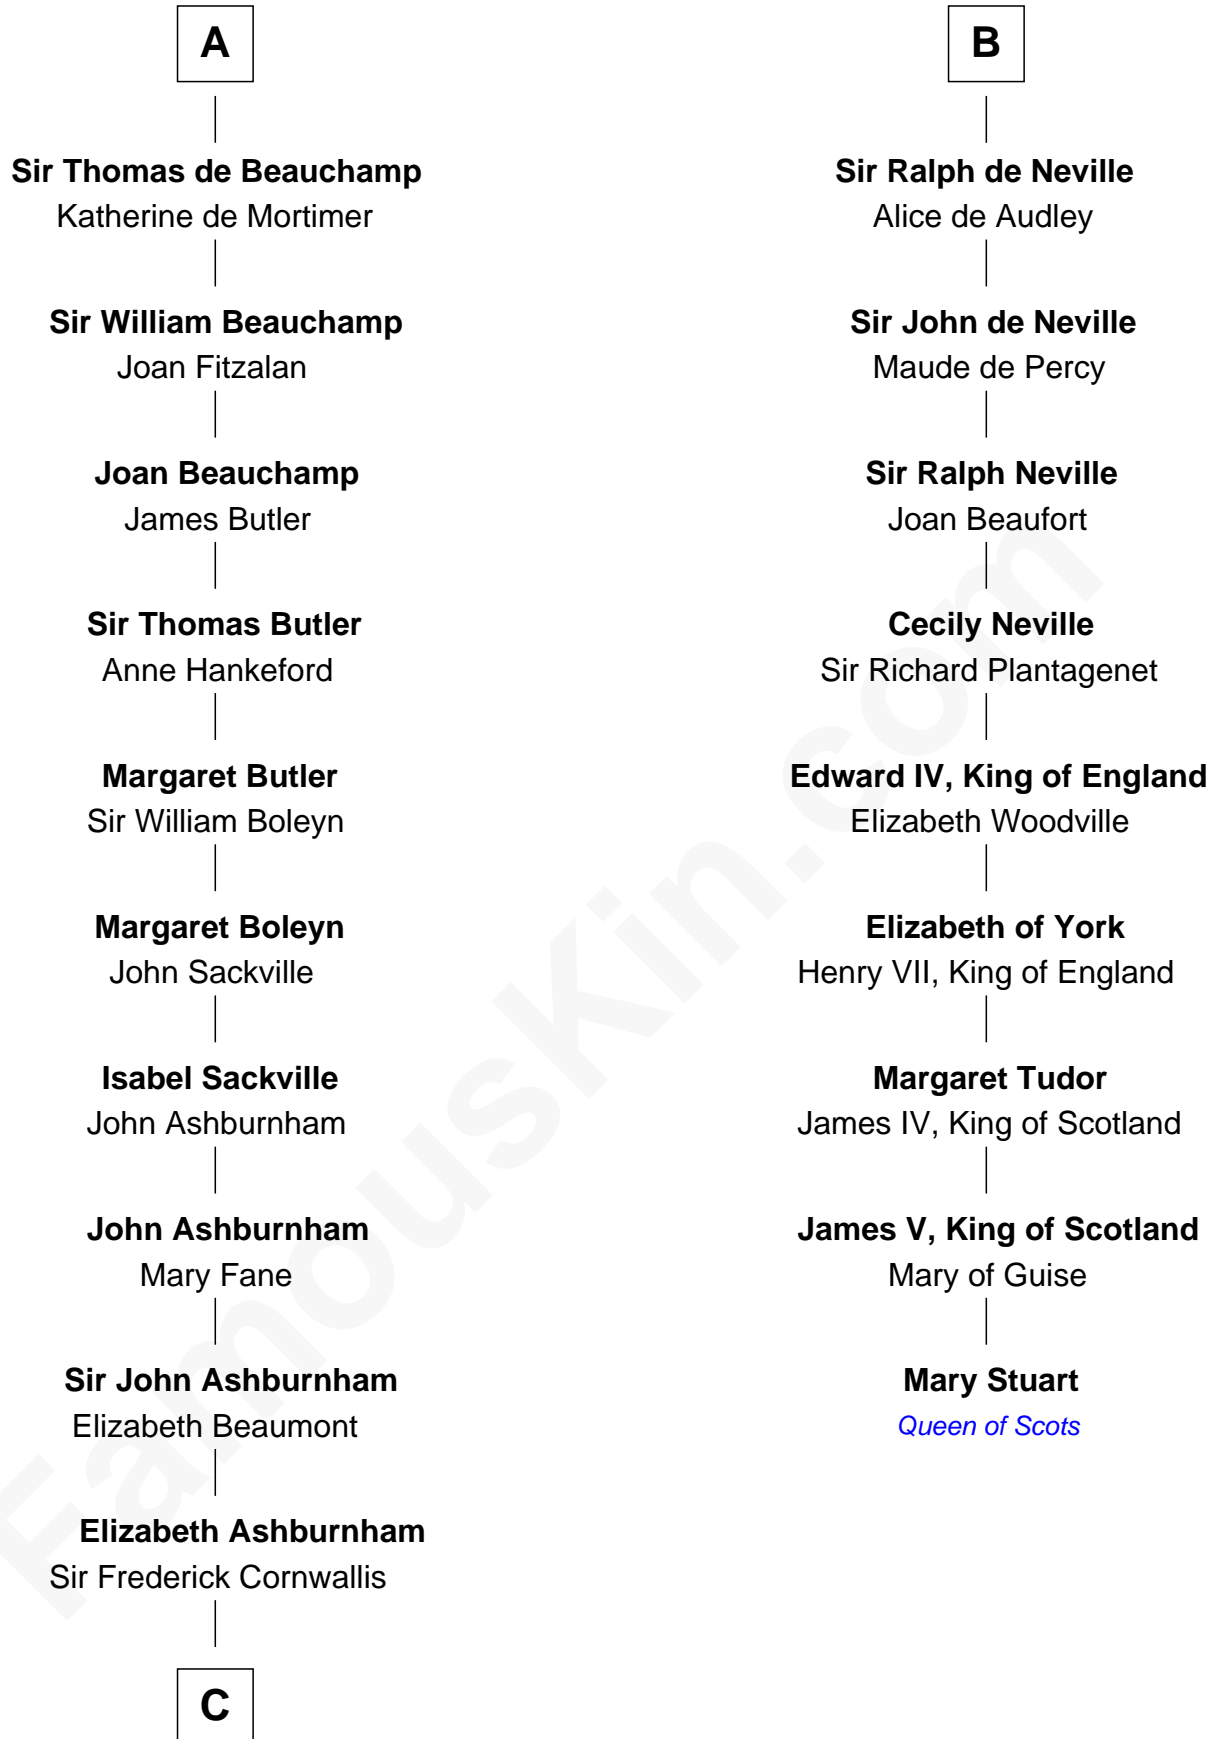 A
Sir Thomas de Beauchamp
Katherine de Mortimer
Sir William Beauchamp
Joan Fitzalan
Joan Beauchamp
James Butler
Sir Thomas Butler
Anne Hankeford
Margaret Butler
Sir William Boleyn
Margaret Boleyn
John Sackville
Isabel Sackville
John Ashburnham
John Ashburnham
Mary Fane
Sir John Ashburnham
Elizabeth Beaumont
Elizabeth Ashburnham
Sir Frederick Cornwallis
C
B
Sir Ralph de Neville
Alice de Audley
Sir John de Neville
Maude de Percy
Sir Ralph Neville
Joan Beaufort
Cecily Neville
Sir Richard Plantagenet
Edward IV, King of England
Elizabeth Woodville
Elizabeth of York
Henry VII, King of England
Margaret Tudor
James IV, King of Scotland
James V, King of Scotland
Mary of Guise
Mary Stuart
Queen of Scots
FamousKin.com